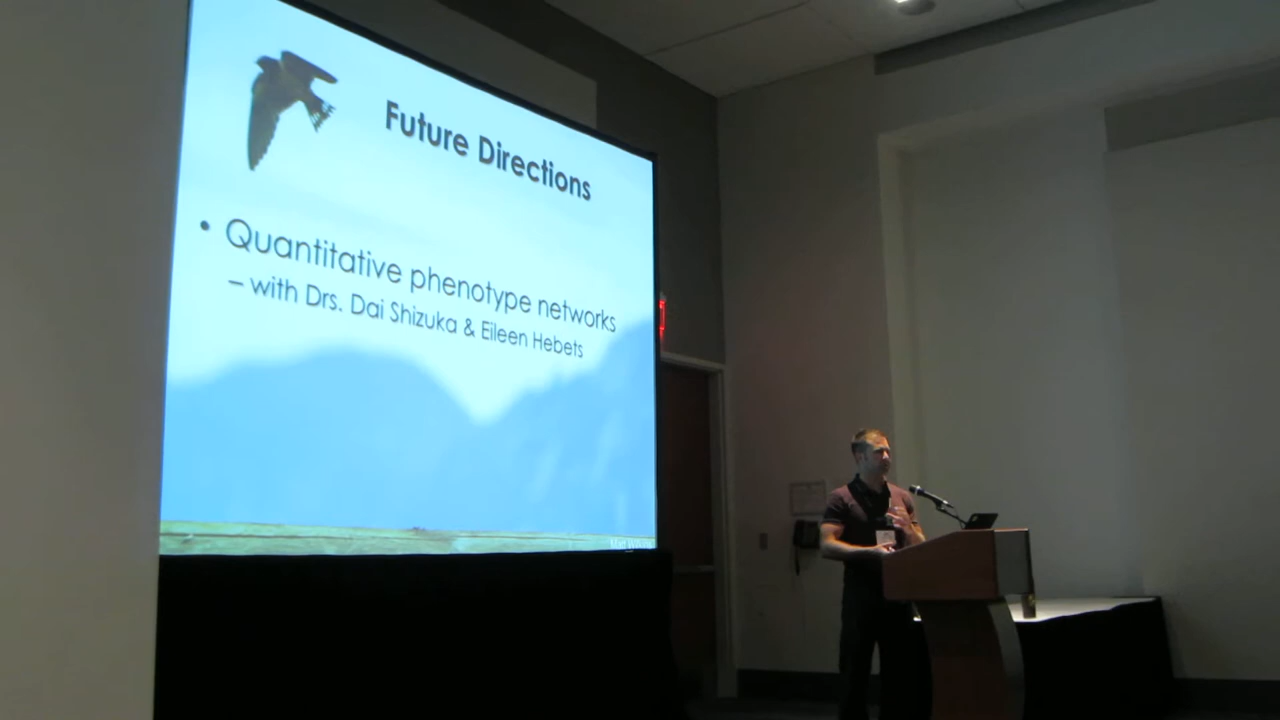 Future Directions
• Quantitative phenotype networks
– with Drs. Dai Shizuka & Eileen Hebets